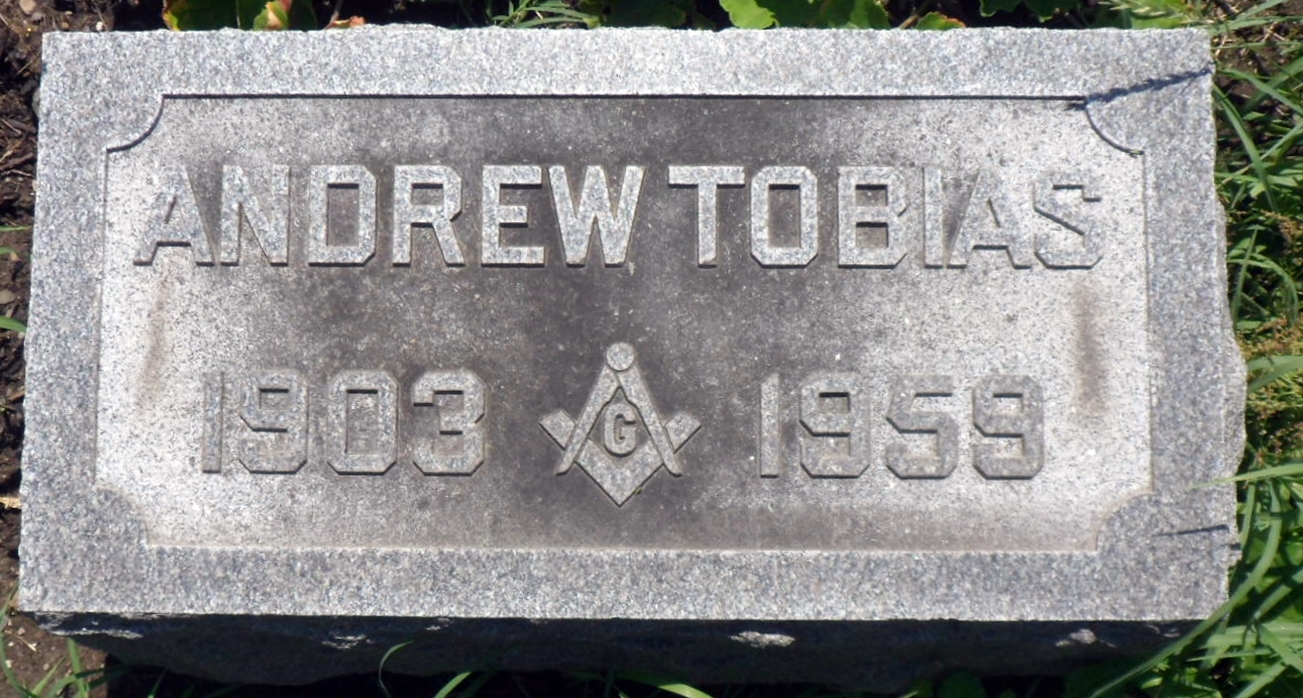 ANDREW TOBIAS
1903 G 1959